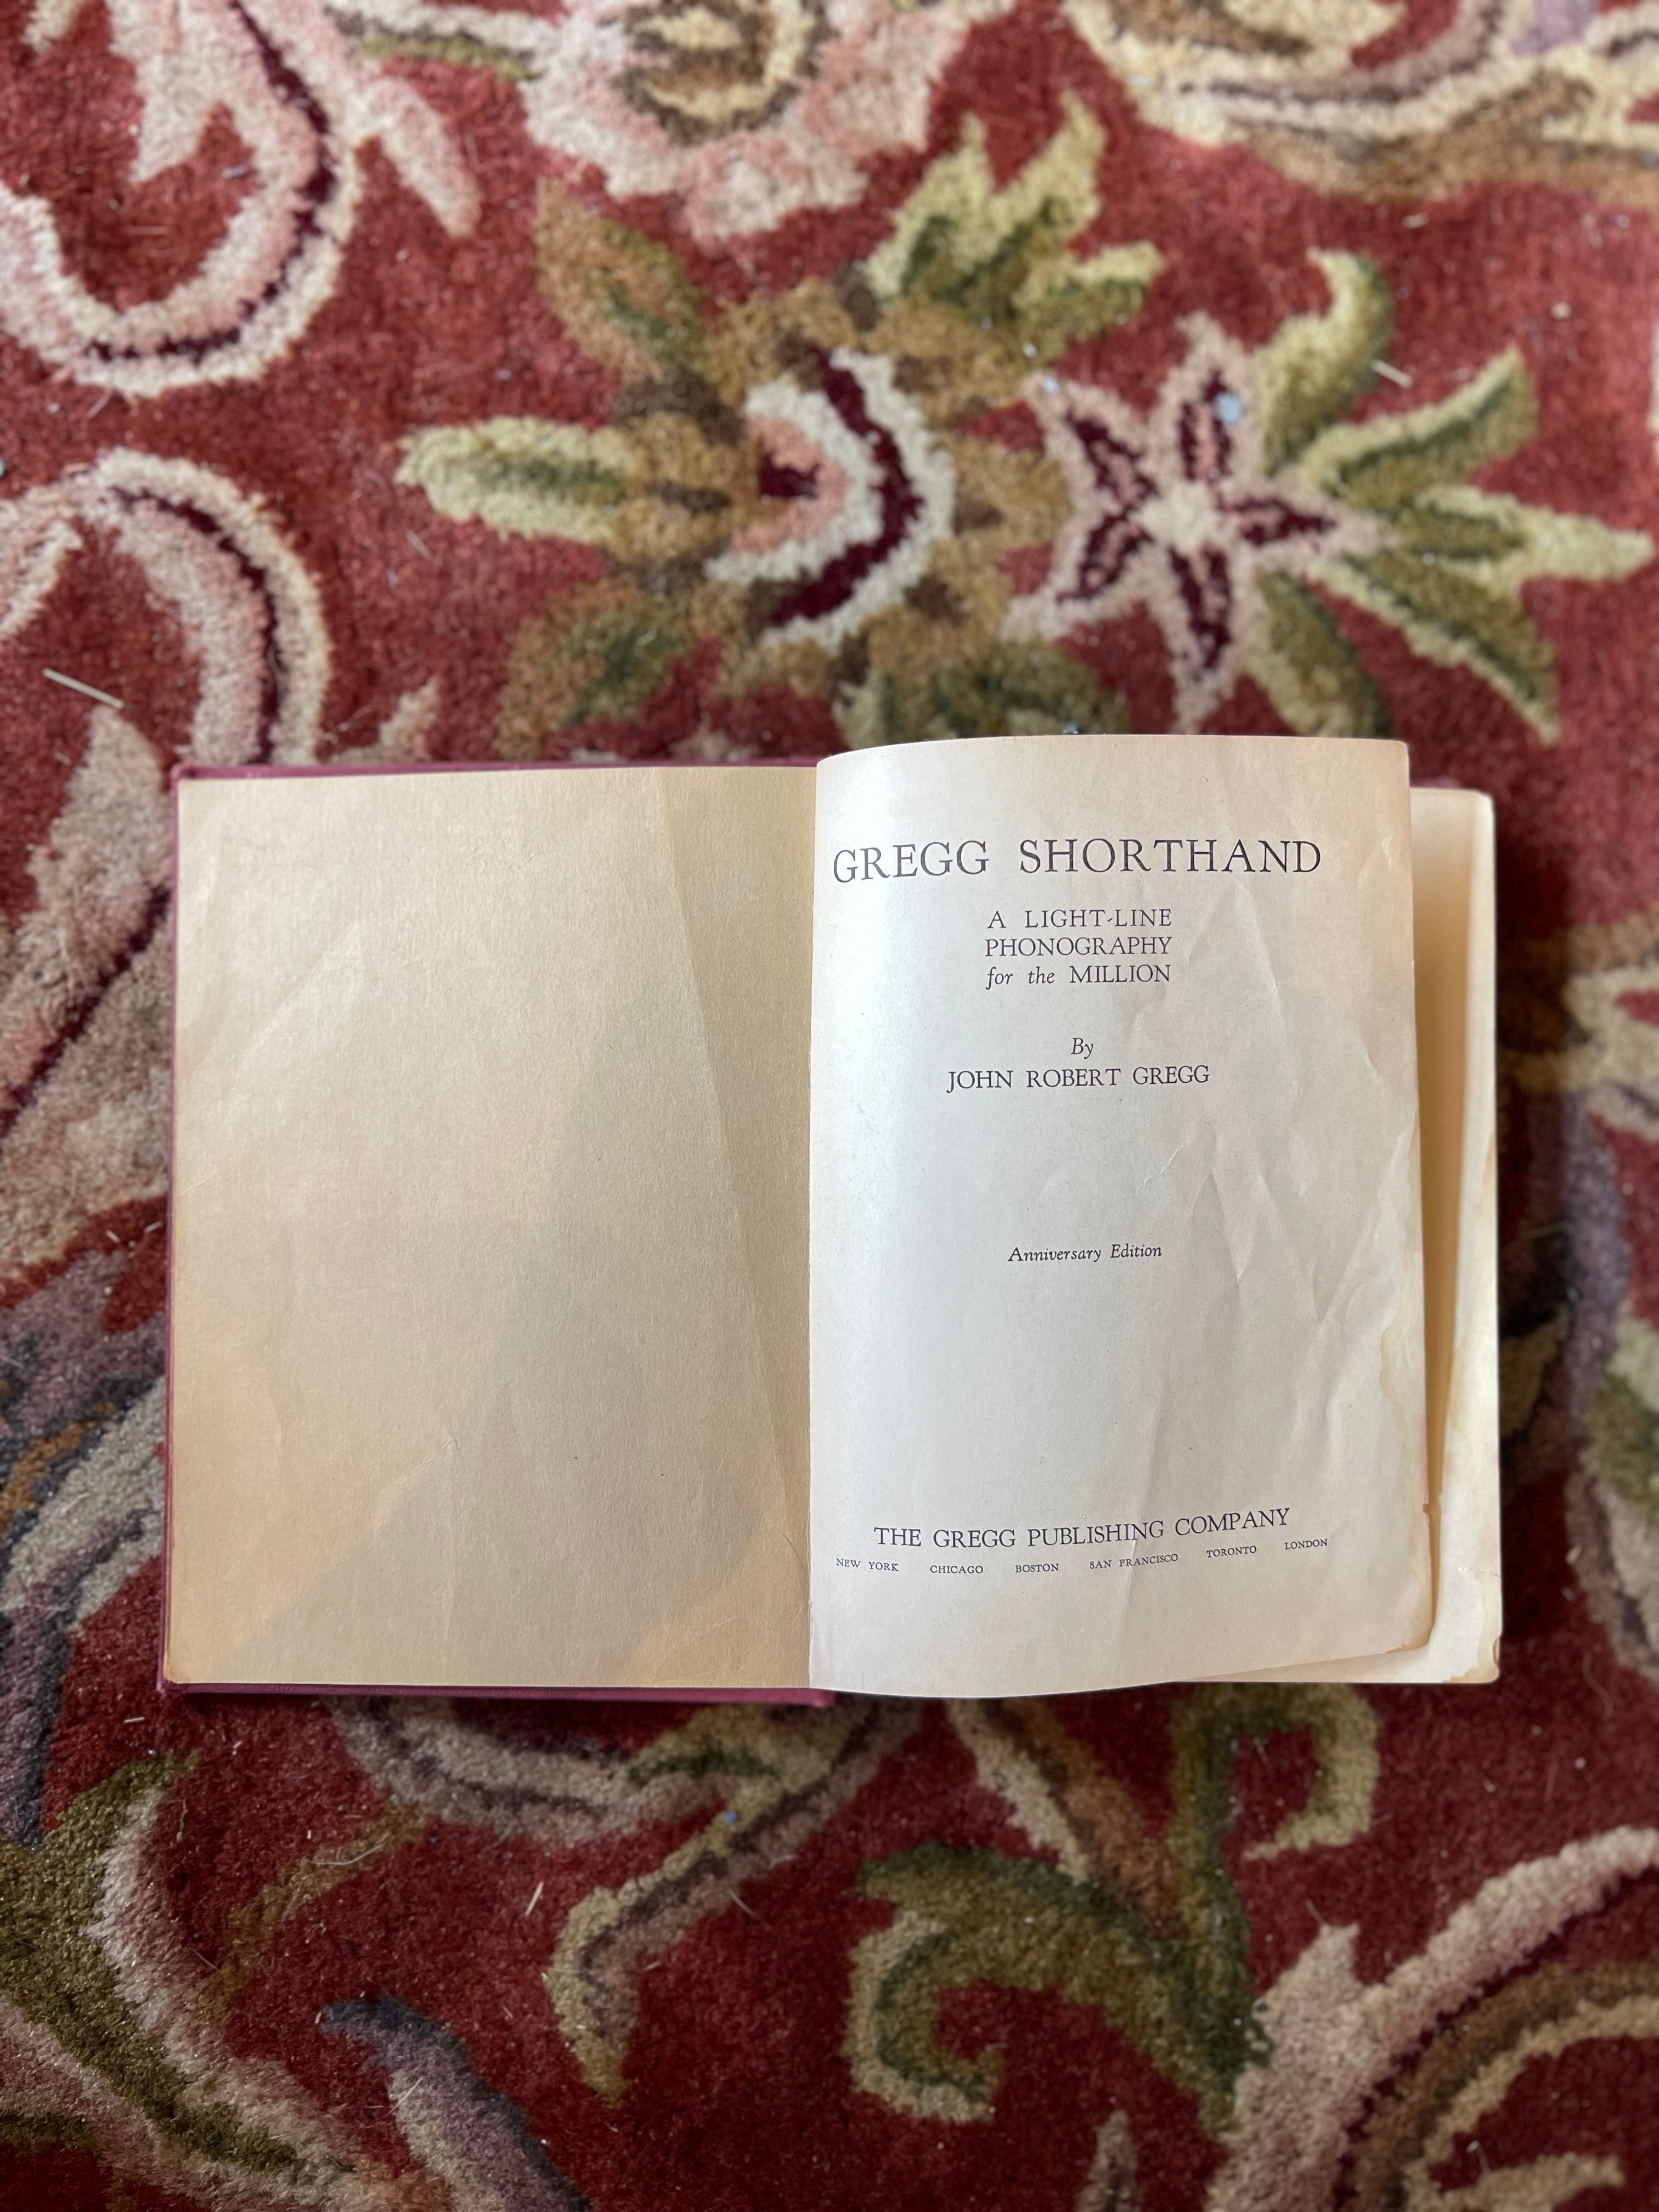 GREGG SHORTHAND
A LIGHT-LINE
PHONOGRAPHY
for the MILLION
By
JOHN ROBERT GREGG
Anniversary Edition
THE GREGG PUBLISHING COMPANY
NEW YORK CHICAGO BOSTON SAN FRANCISCO TORONTO LONDON